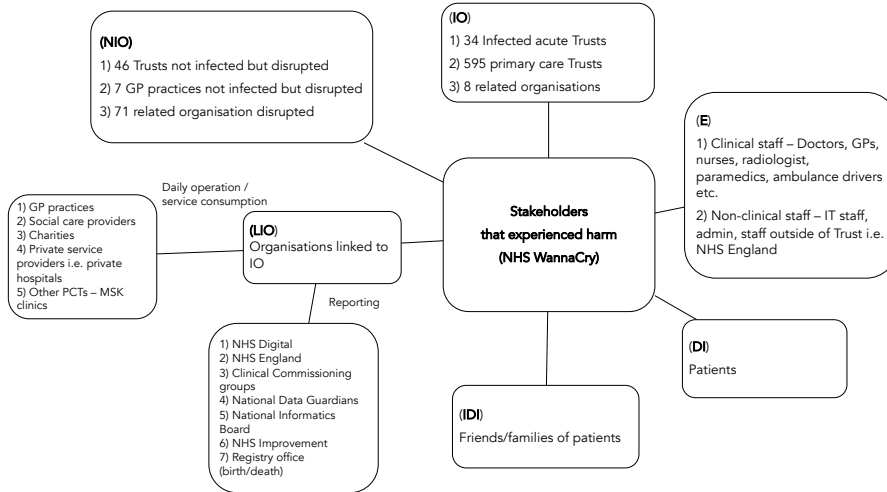 (NIO)
1) 46 Trusts not infected but disrupted
2) 7 GP practices not infected but disrupted
3) 71 related organisation disrupted
(IO)
1) 34 Infected acute Trusts
2) 595 primary care Trusts
3) 8 related organisations
(E)
1) Clinical staff – Doctors, GPs,
nurses, radiologist,
paramedics, ambulance drivers
etc.
2) Non-clinical staff – IT staff,
admin, staff outside of Trust i.e.
NHS England
Stakeholders
that experienced harm
(NHS WannaCry)
Daily operation /
service consumption
1) GP practices
2) Social care providers
3) Charities
4) Private service
providers i.e. private
hospitals
5) Other PCTs – MSK
clinics
(LIO)
Organisations linked to
IO
Reporting
1) NHS Digital
2) NHS England
3) Clinical Commissioning
groups
4) National Data Guardians
5) National Informatics
Board
6) NHS Improvement
7) Registry office
(birth/death)
(IDI)
Friends/families of patients
(DI)
Patients